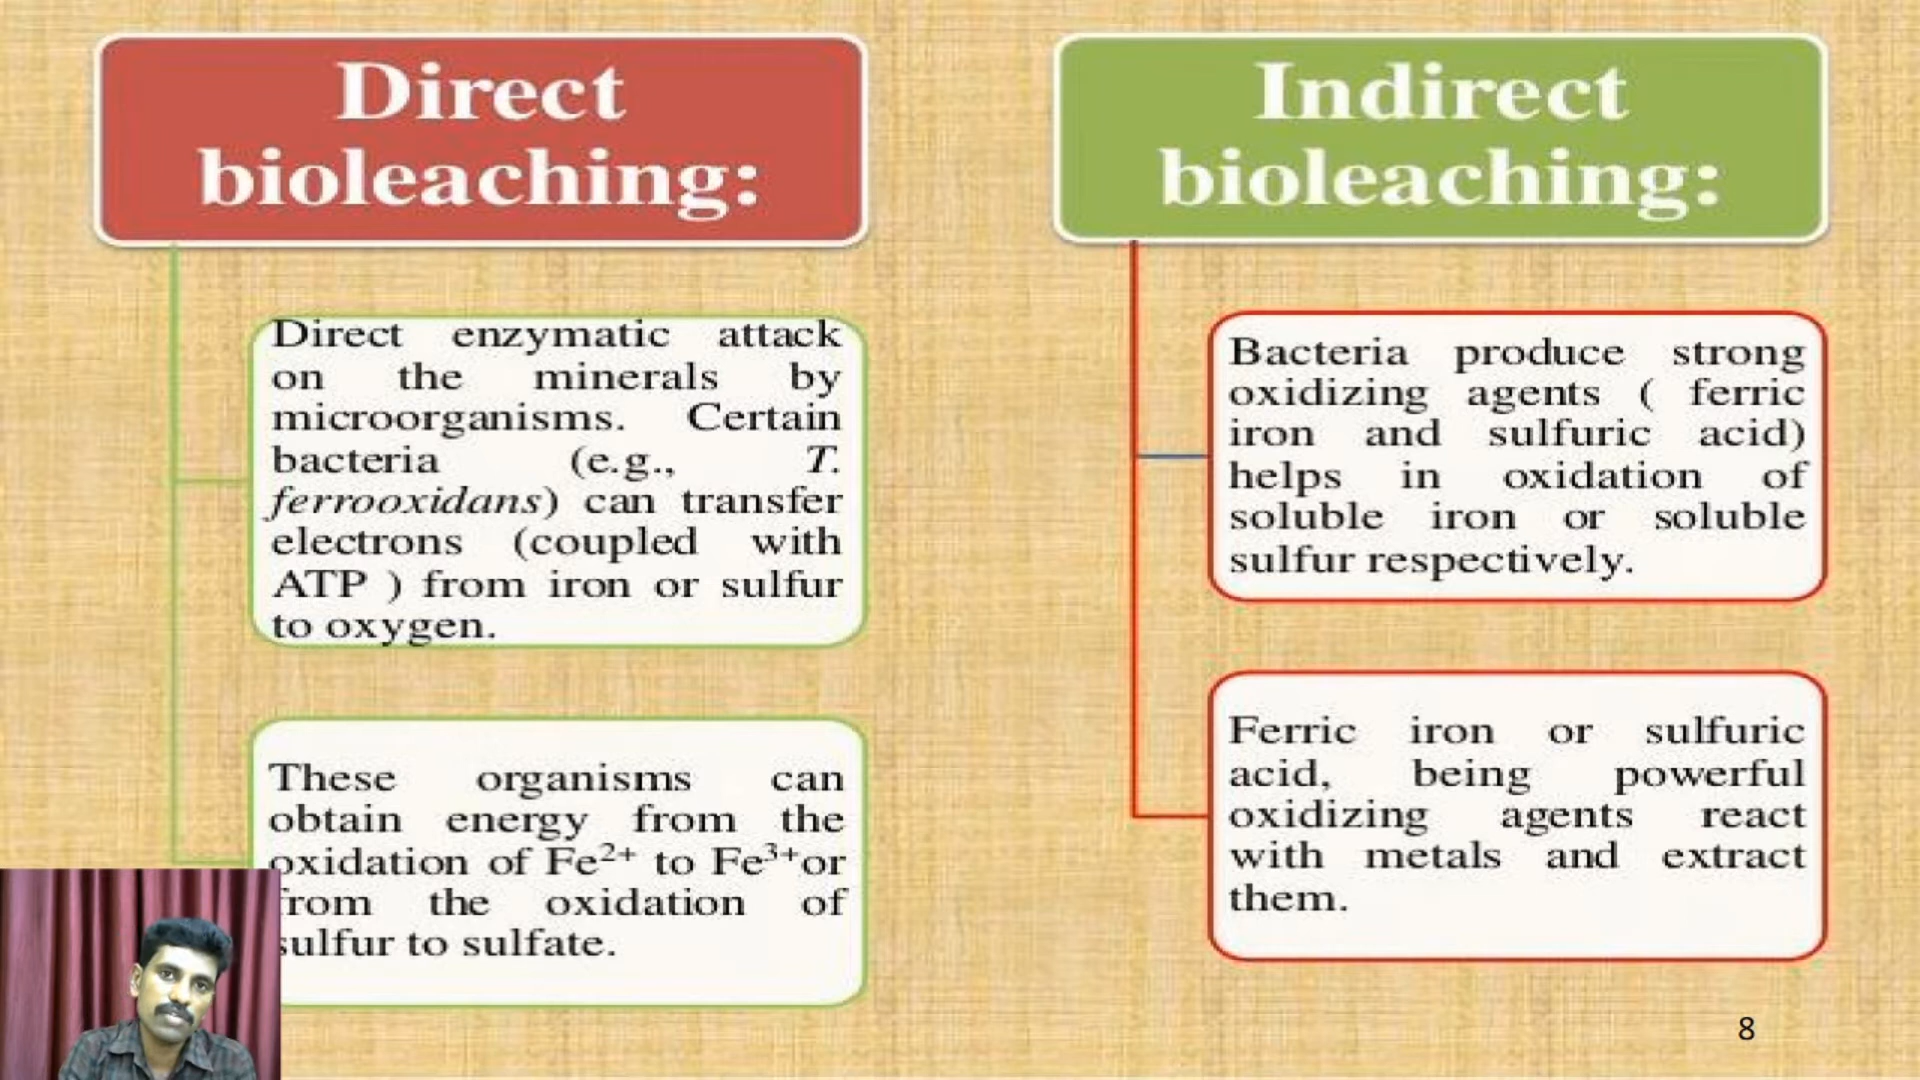 Direct
bioleaching:
Direct enzymatic attack
on the minerals by
microorganisms. Certain
bacteria (e.g., T.
ferrooxidans) can transfer
electrons (coupled with
ATP ) from iron or sulfur
to oxygen.
These organisms can
obtain energy from the
oxidation of Fe²⁺ to Fe³⁺or
from the oxidation of
sulfur to sulfate.
Indirect
bioleaching:
Bacteria produce strong
oxidizing agents ( ferric
iron and sulfuric acid)
helps in oxidation of
soluble iron or soluble
sulfur respectively.
Ferric iron or sulfuric
acid, being powerful
oxidizing agents react
with metals and extract
them.
8